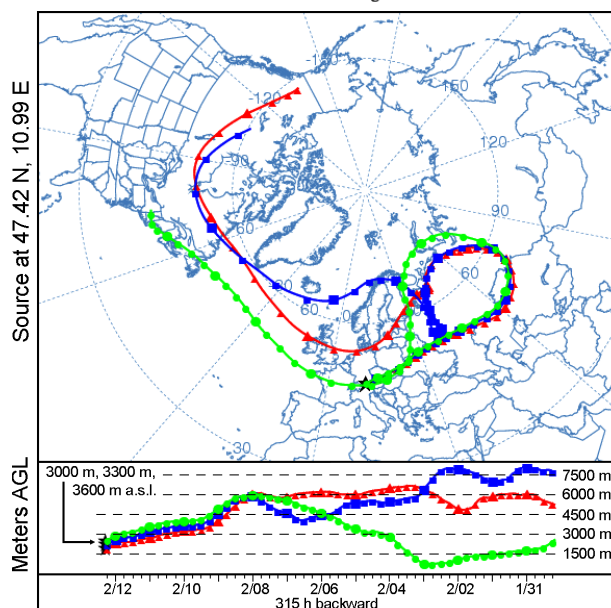 Source at 47.42 N, 10.99 E
-150
150
120
120
-90
90
60
60
30
-30
Meters AGL
3000 m, 3300 m,
3600 m a.s.l.
7500 m
6000 m
4500 m
3000 m
1500 m
2/12 2/10 2/08 2/06 2/04 2/02 1/31
315 h backward